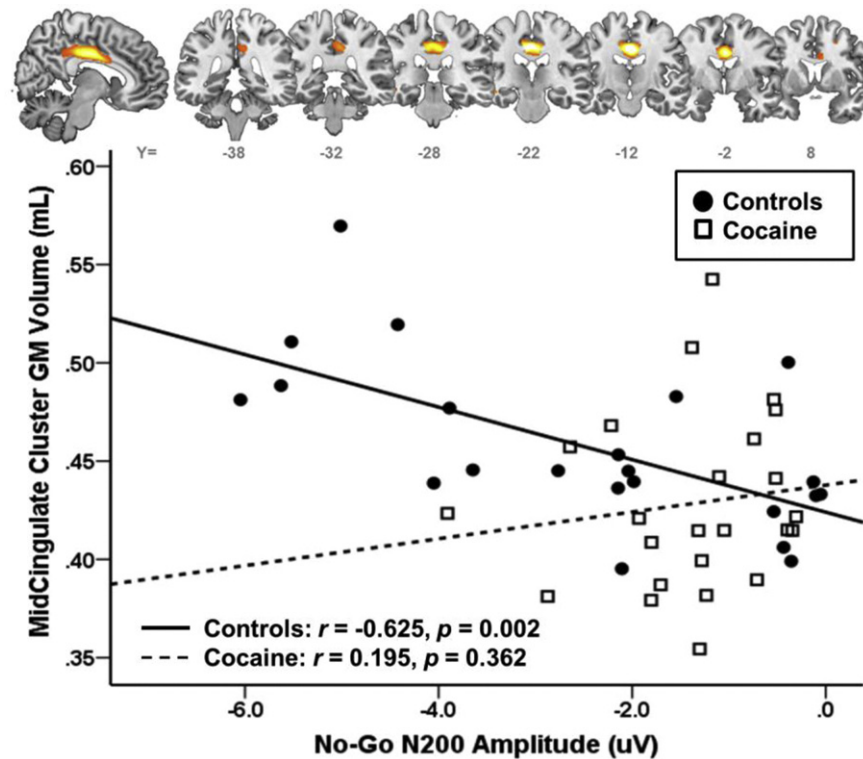 Y= -38 -32 -28 -22 -12 -2 8
MidCingulate Cluster GM Volume (mL)
.60
.55
.50
.45
.40
.35
Controls
Cocaine
Controls: r = -0.625, p = 0.002
Cocaine: r = 0.195, p = 0.362
-6.0 -4.0 -2.0 .0
No-Go N200 Amplitude (uV)